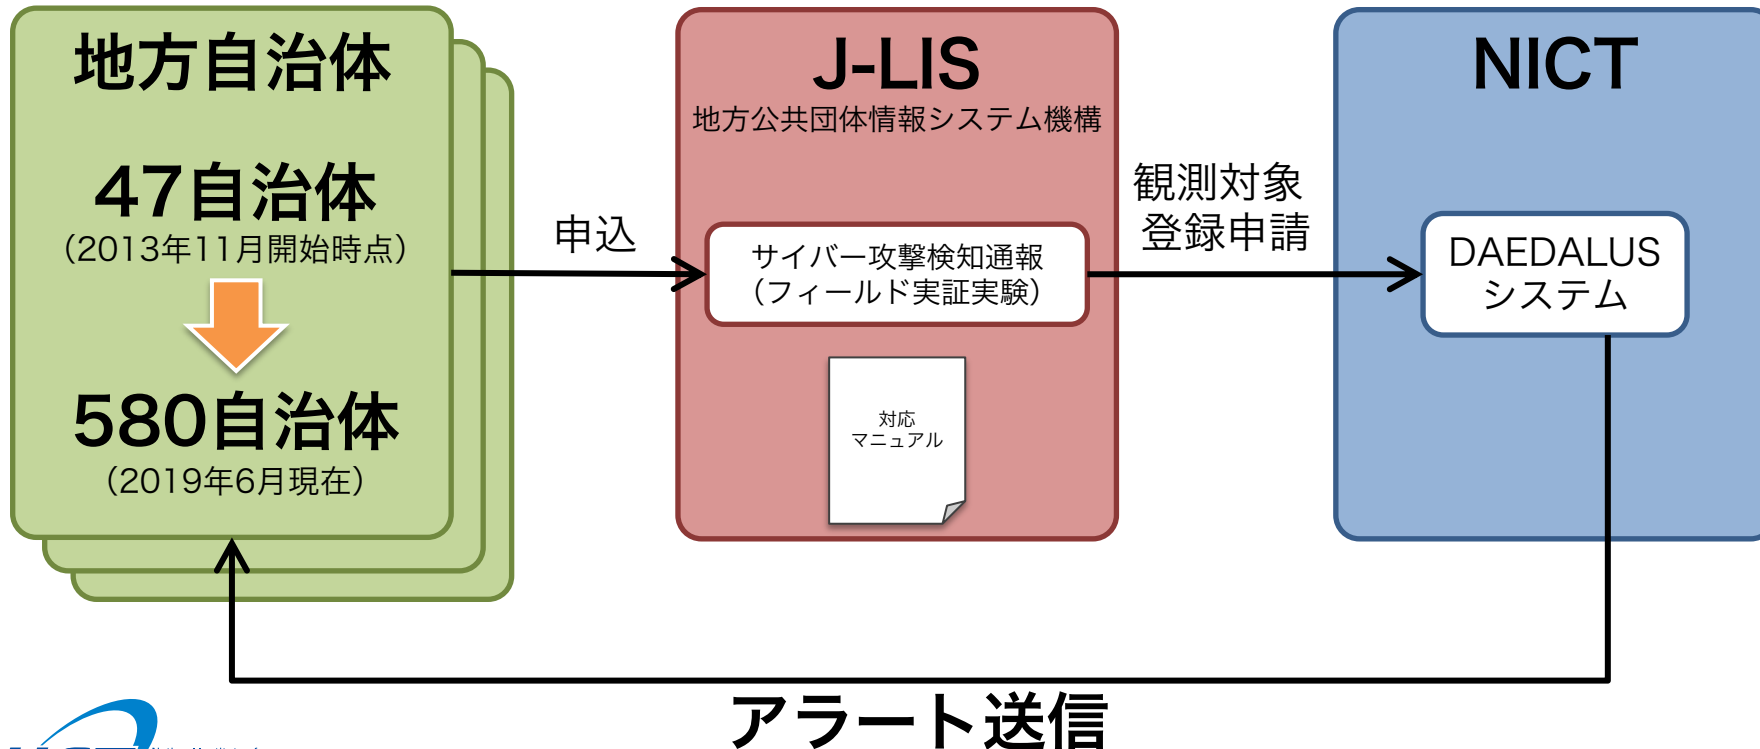 地方自治体
47自治体
（2013年11月開始時点）
580自治体
（2019年6月現在）
申込
J-LIS
地方公共団体情報システム機構
サイバー攻撃検知通報
（フィールド実証実験）
対応
マニュアル
観測対象
登録申請
NICT
DAEDALUS
システム
アラート送信